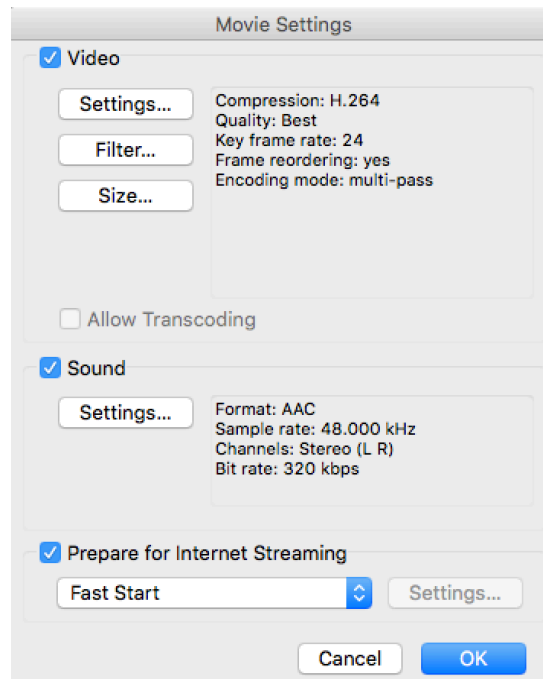 Movie Settings
Video
Settings...
Compression: H.264
Quality: Best
Key frame rate: 24
Frame reordering: yes
Encoding mode: multi-pass
Filter...
Size...
Allow Transcoding
Sound
Settings...
Format: AAC
Sample rate: 48.000 kHz
Channels: Stereo (L R)
Bit rate: 320 kbps
Prepare for Internet Streaming
Fast Start
Settings...
Cancel
OK